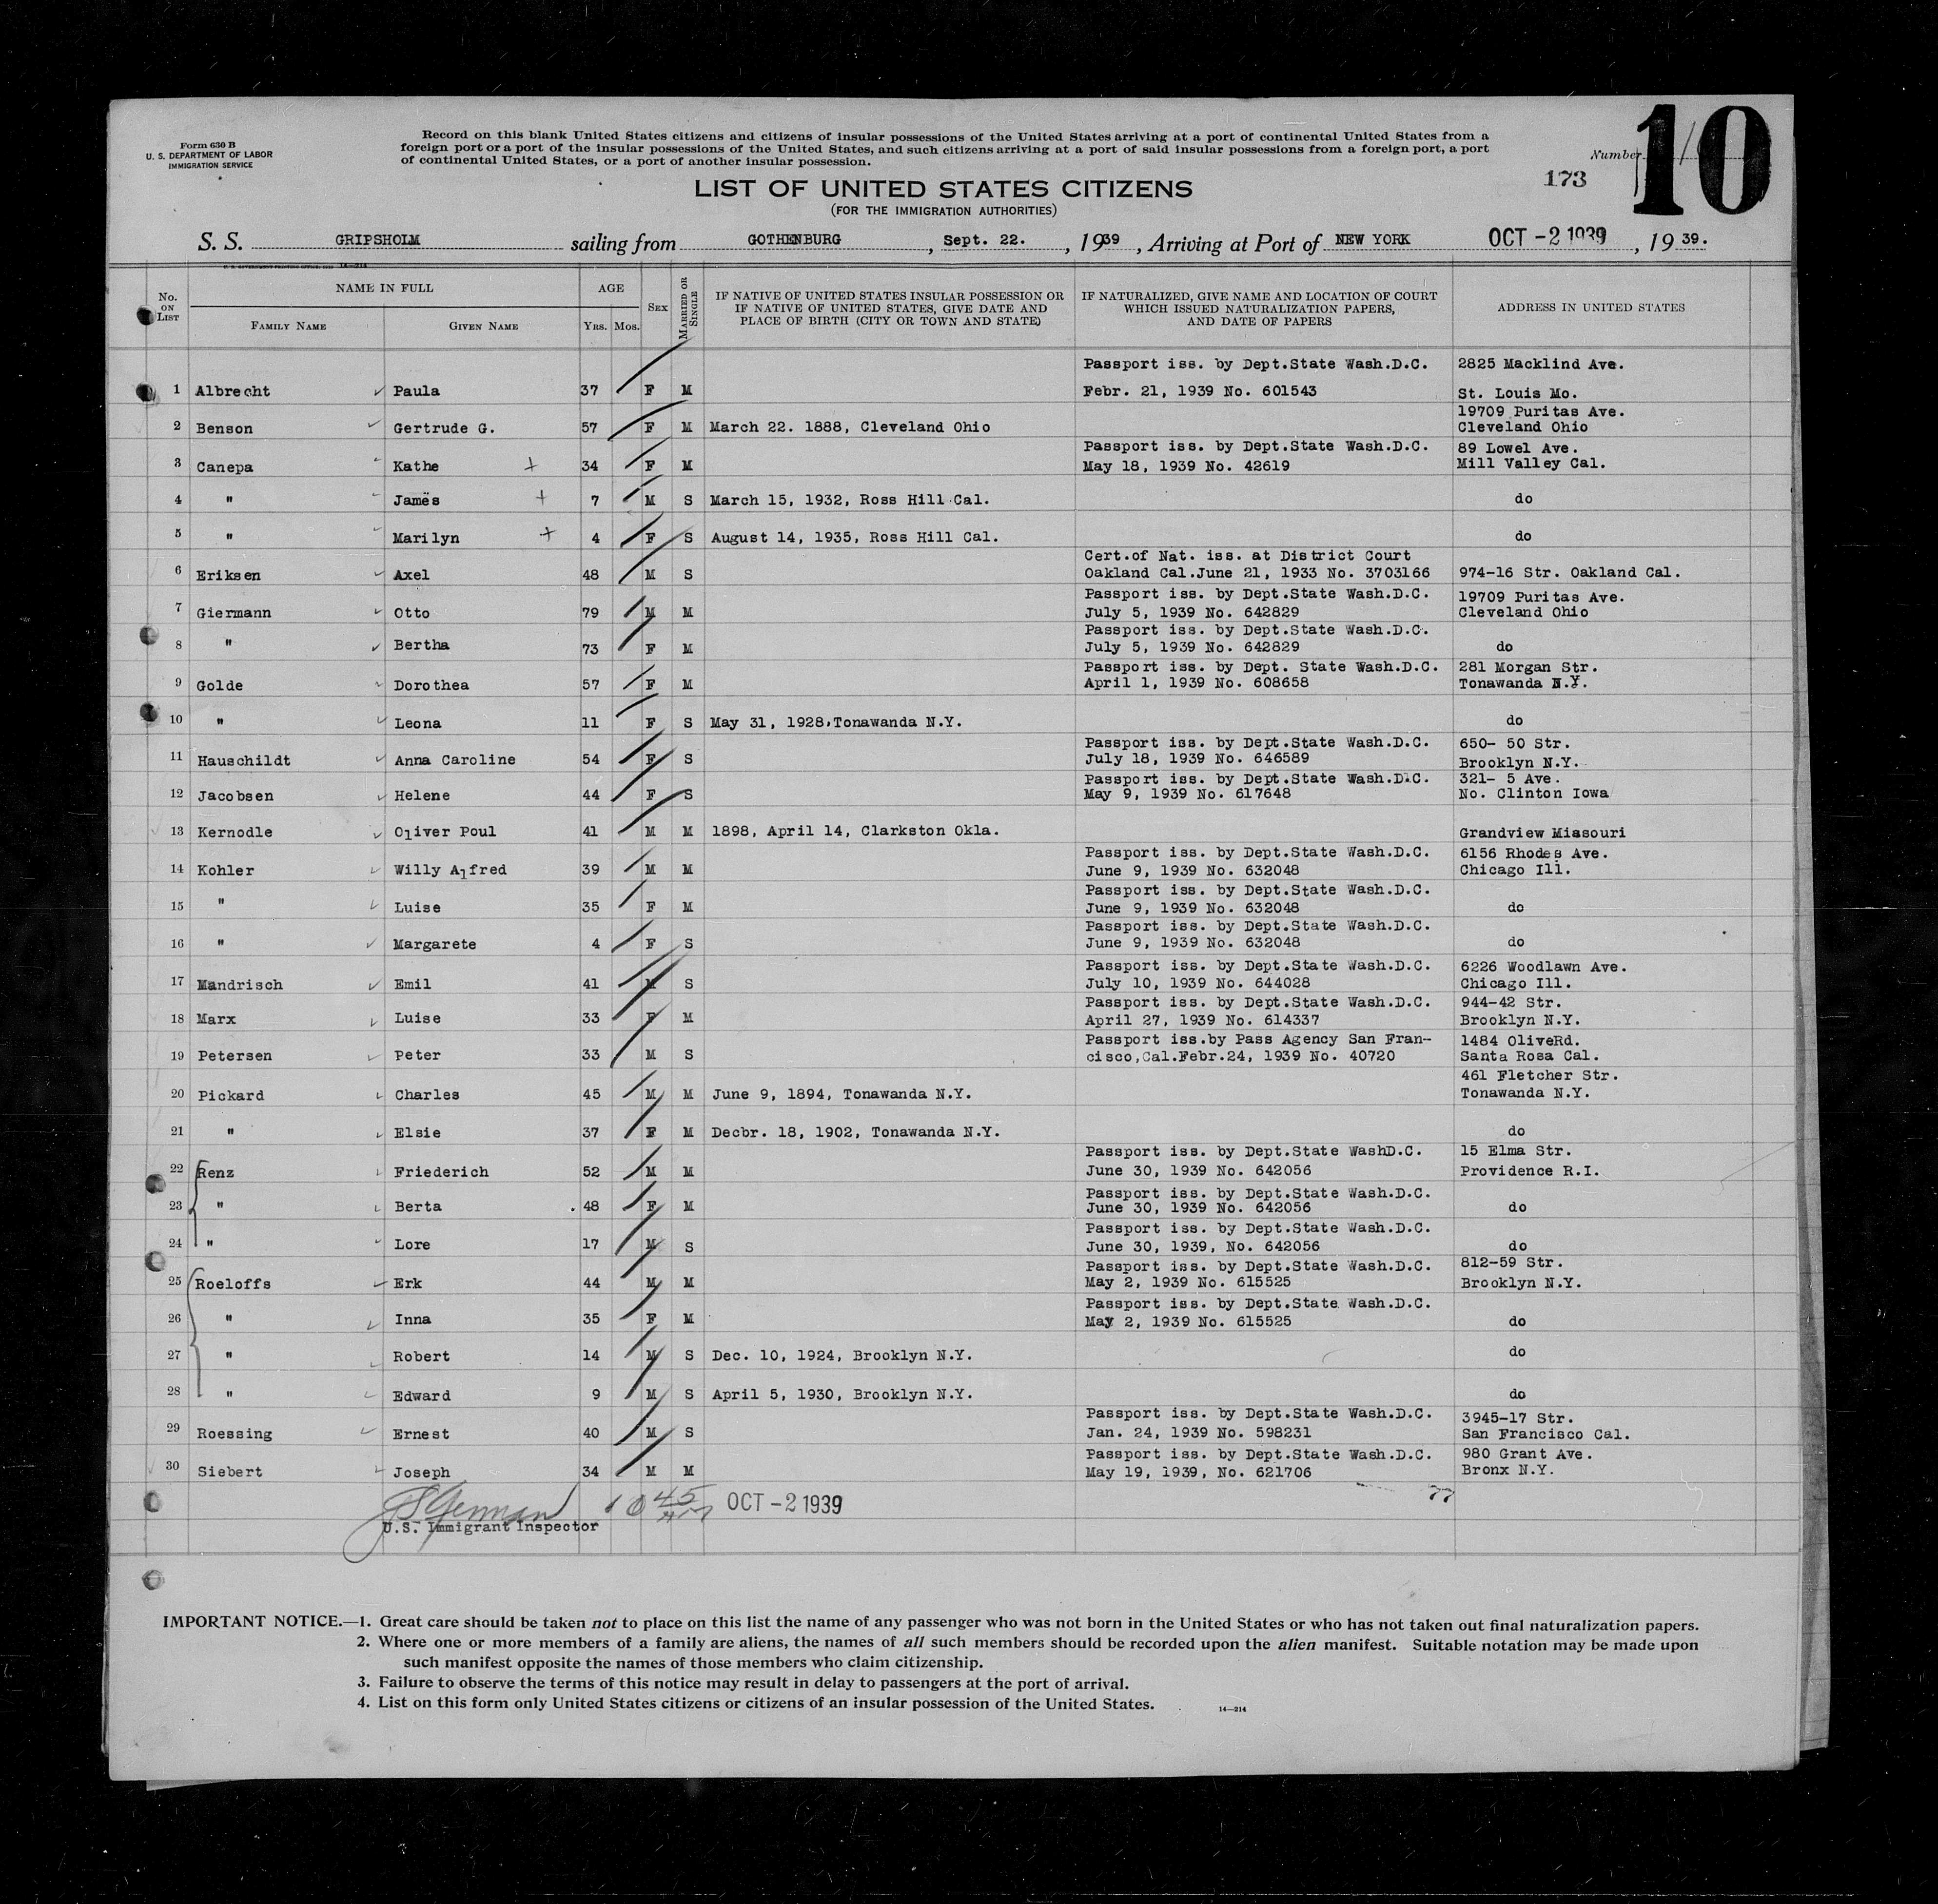 Form 630 B
U. S. DEPARTMENT OF LABOR
IMMIGRATION SERVICE
Record on this blank United States citizens and citizens of insular possessions of the United States arriving at a port of continental United States from a
foreign port or a port of the insular possessions of the United States, and such citizens arriving at a port of said insular possessions from a foreign port, a port
of continental United States, or a port of another insular possession.
Number 10
173
LIST OF UNITED STATES CITIZENS
(FOR THE IMMIGRATION AUTHORITIES)
S. S. GRIPSHOLM sailing from GOTHENBURG, Sept. 22., 1939, Arriving at Port of NEW YORK OCT -2 1939, 19 39.
No. ON LIST
NAME IN FULL
FAMILY NAME
GIVEN NAME
AGE
YRS. MOS.
SEX
MARRIED OR SINGLE
IF NATIVE OF UNITED STATES INSULAR POSSESSION OR
IF NATIVE OF UNITED STATES, GIVE DATE AND
PLACE OF BIRTH (CITY OR TOWN AND STATE)
IF NATURALIZED, GIVE NAME AND LOCATION OF COURT
WHICH ISSUED NATURALIZATION PAPERS,
AND DATE OF PAPERS
ADDRESS IN UNITED STATES
Passport iss. by Dept.State Wash.D.C. 2825 Macklind Ave.
1 Albrecht Paula 37 F M Febr. 21, 1939 No. 601543 St. Louis Mo.
19709 Puritas Ave.
2 Benson Gertrude G. 57 F M March 22. 1888, Cleveland Ohio Cleveland Ohio
Passport iss. by Dept.State Wash.D.C. 89 Lowel Ave.
3 Canepa Kathe 34 F M May 18, 1939 No. 42619 Mill Valley Cal.
4 " James 7 M S March 15, 1932, Ross Hill Cal. do
5 " Marilyn 4 F S August 14, 1935, Ross Hill Cal. do
Cert.of Nat. iss. at District Court
6 Eriksen Axel 48 M S Oakland Cal.June 21, 1933 No. 3703166 974-16 Str. Oakland Cal.
Passport iss. by Dept.State Wash.D.C. 19709 Puritas Ave.
7 Giermann Otto 79 M M July 5, 1939 No. 642829 Cleveland Ohio
Passport iss. by Dept.State Wash.D.C.
8 " Bertha 73 F M July 5, 1939 No. 642829 do
Passport iss. by Dept. State Wash.D.C. 281 Morgan Str.
9 Golde Dorothea 57 F M April 1, 1939 No. 608658 Tonawanda N.Y.
10 " Leona 11 F S May 31, 1928,Tonawanda N.Y. do
Passport iss. by Dept.State Wash.D.C. 650- 50 Str.
11 Hauschildt Anna Caroline 54 F S July 18, 1939 No. 646589 Brooklyn N.Y.
Passport iss. by Dept.State Wash.D.C. 321- 5 Ave.
12 Jacobsen Helene 44 F S May 9, 1939 No. 617648 No. Clinton Iowa
13 Kernodle Oliver Poul 41 M M 1898, April 14, Clarkston Okla. Grandview Missouri
Passport iss. by Dept.State Wash.D.C. 6156 Rhodes Ave.
14 Kohler Willy Alfred 39 M M June 9, 1939 No. 632048 Chicago Ill.
Passport iss. by Dept.State Wash.D.C.
15 " Luise 35 F M June 9, 1939 No. 632048 do
Passport iss. by Dept.State Wash.D.C.
16 " Margarete 4 F S June 9, 1939 No. 632048 do
Passport iss. by Dept.State Wash.D.C. 6226 Woodlawn Ave.
17 Mandrisch Emil 41 M S July 10, 1939 No. 644028 Chicago Ill.
Passport iss. by Dept.State Wash.D.C. 944-42 Str.
18 Marx Luise 33 F M April 27, 1939 No. 614337 Brooklyn N.Y.
Passport iss.by Pass Agency San Fran- 1484 OliveRd.
19 Petersen Peter 33 M S cisco,Cal.Febr.24, 1939 No. 40720 Santa Rosa Cal.
461 Fletcher Str.
20 Pickard Charles 45 M M June 9, 1894, Tonawanda N.Y. Tonawanda N.Y.
21 " Elsie 37 F M Decbr. 18, 1902, Tonawanda N.Y. do
Passport iss. by Dept.State WashD.C. 15 Elma Str.
22 Renz Friederich 52 M M June 30, 1939 No. 642056 Providence R.I.
Passport iss. by Dept.State Wash.D.C.
23 " Berta 48 F M June 30, 1939 No. 642056 do
Passport iss. by Dept.State Wash.D.C.
24 " Lore 17 M S June 30, 1939, No. 642056 do
Passport iss. by Dept.State Wash.D.C. 812-59 Str.
25 Roeloffs Erk 44 M M May 2, 1939 No. 615525 Brooklyn N.Y.
Passport iss. by Dept.State Wash.D.C.
26 " Inna 35 F M May 2, 1939 No. 615525 do
27 " Robert 14 M S Dec. 10, 1924, Brooklyn N.Y. do
28 " Edward 9 M S April 5, 1930, Brooklyn N.Y. do
Passport iss. by Dept.State Wash.D.C. 3945-17 Str.
29 Roessing Ernest 40 M S Jan. 24, 1939 No. 598231 San Francisco Cal.
Passport iss. by Dept.State Wash.D.C. 980 Grant Ave.
30 Siebert Joseph 34 M M May 19, 1939, No. 621706 Bronx N.Y.
10 45 AM OCT -2 1939 77
U.S. Immigrant Inspector
IMPORTANT NOTICE.—1. Great care should be taken not to place on this list the name of any passenger who was not born in the United States or who has not taken out final naturalization papers.
2. Where one or more members of a family are aliens, the names of all such members should be recorded upon the alien manifest. Suitable notation may be made upon
such manifest opposite the names of those members who claim citizenship.
3. Failure to observe the terms of this notice may result in delay to passengers at the port of arrival.
4. List on this form only United States citizens or citizens of an insular possession of the United States.
14—214